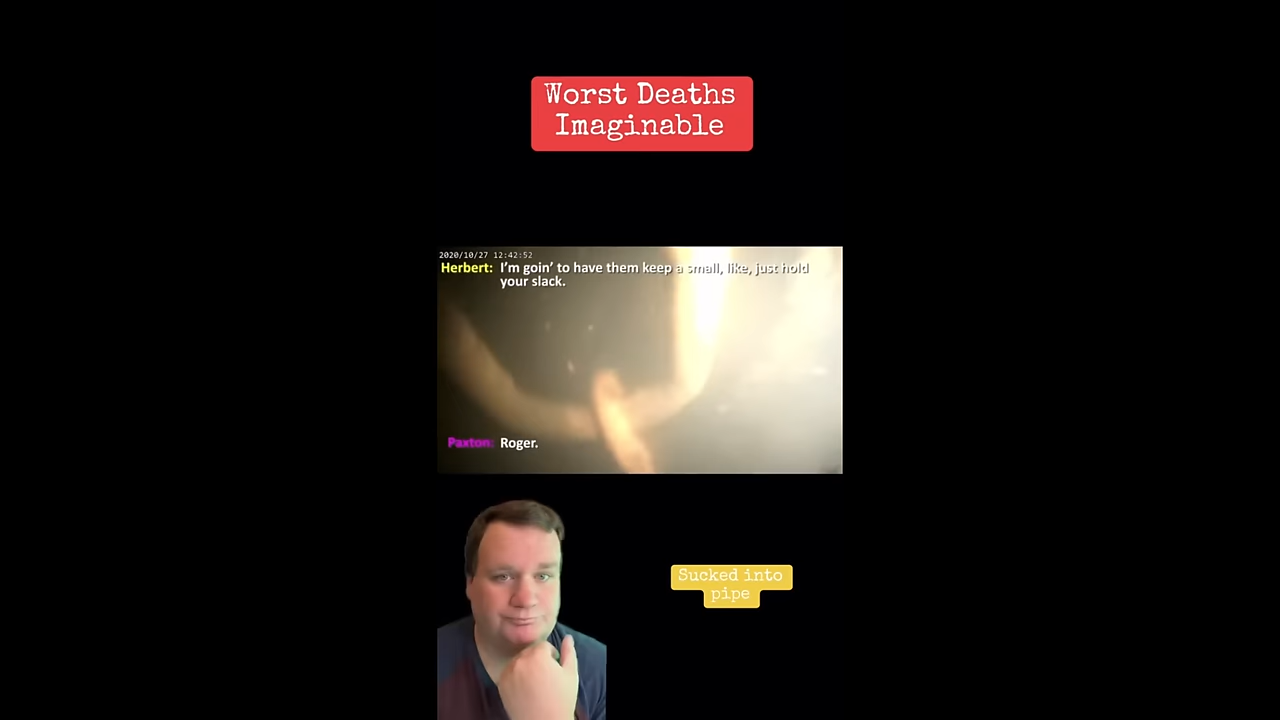 Worst Deaths
Imaginable
2020/10/27 12:42:52
Herbert: I'm goin' to have them keep a small, like, just hold
your slack.
Paxton: Roger.
Sucked into
pipe